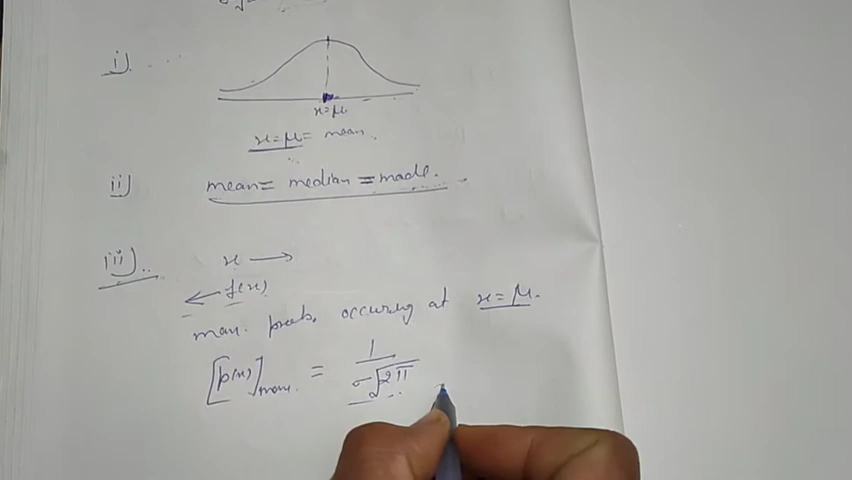 i).
x=μ
x=μ= mean.
ii) mean= median =mode.
iii).. x →
← f(x)
max. prob. occuring at x=μ.
[p(x)]max. = 1/σ√2π